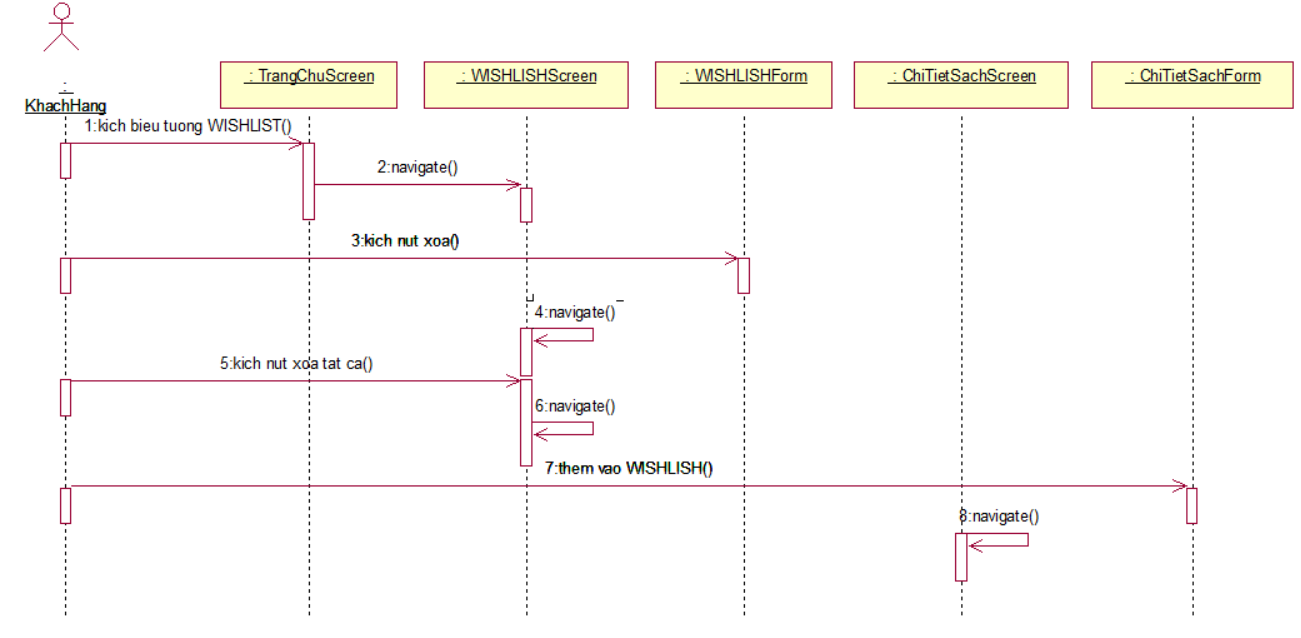 :
KhachHang
: TrangChuScreen
: WISHLISHScreen
: WISHLISHForm
: ChiTietSachScreen
: ChiTietSachForm
1:kich bieu tuong WISHLIST()
2:navigate()
3:kich nut xoa()
4:navigate()
5:kich nut xoa tat ca()
6:navigate()
7:them vao WISHLISH()
8:navigate()